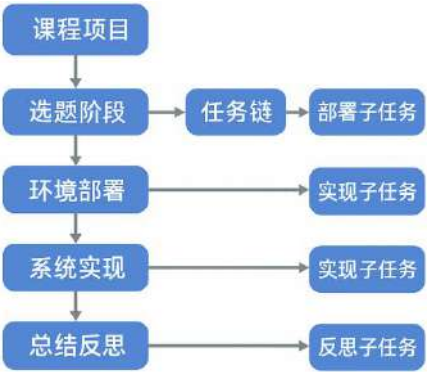 课程项目
选题阶段 任务链 部署子任务
环境部署 实现子任务
系统实现 实现子任务
总结反思 反思子任务